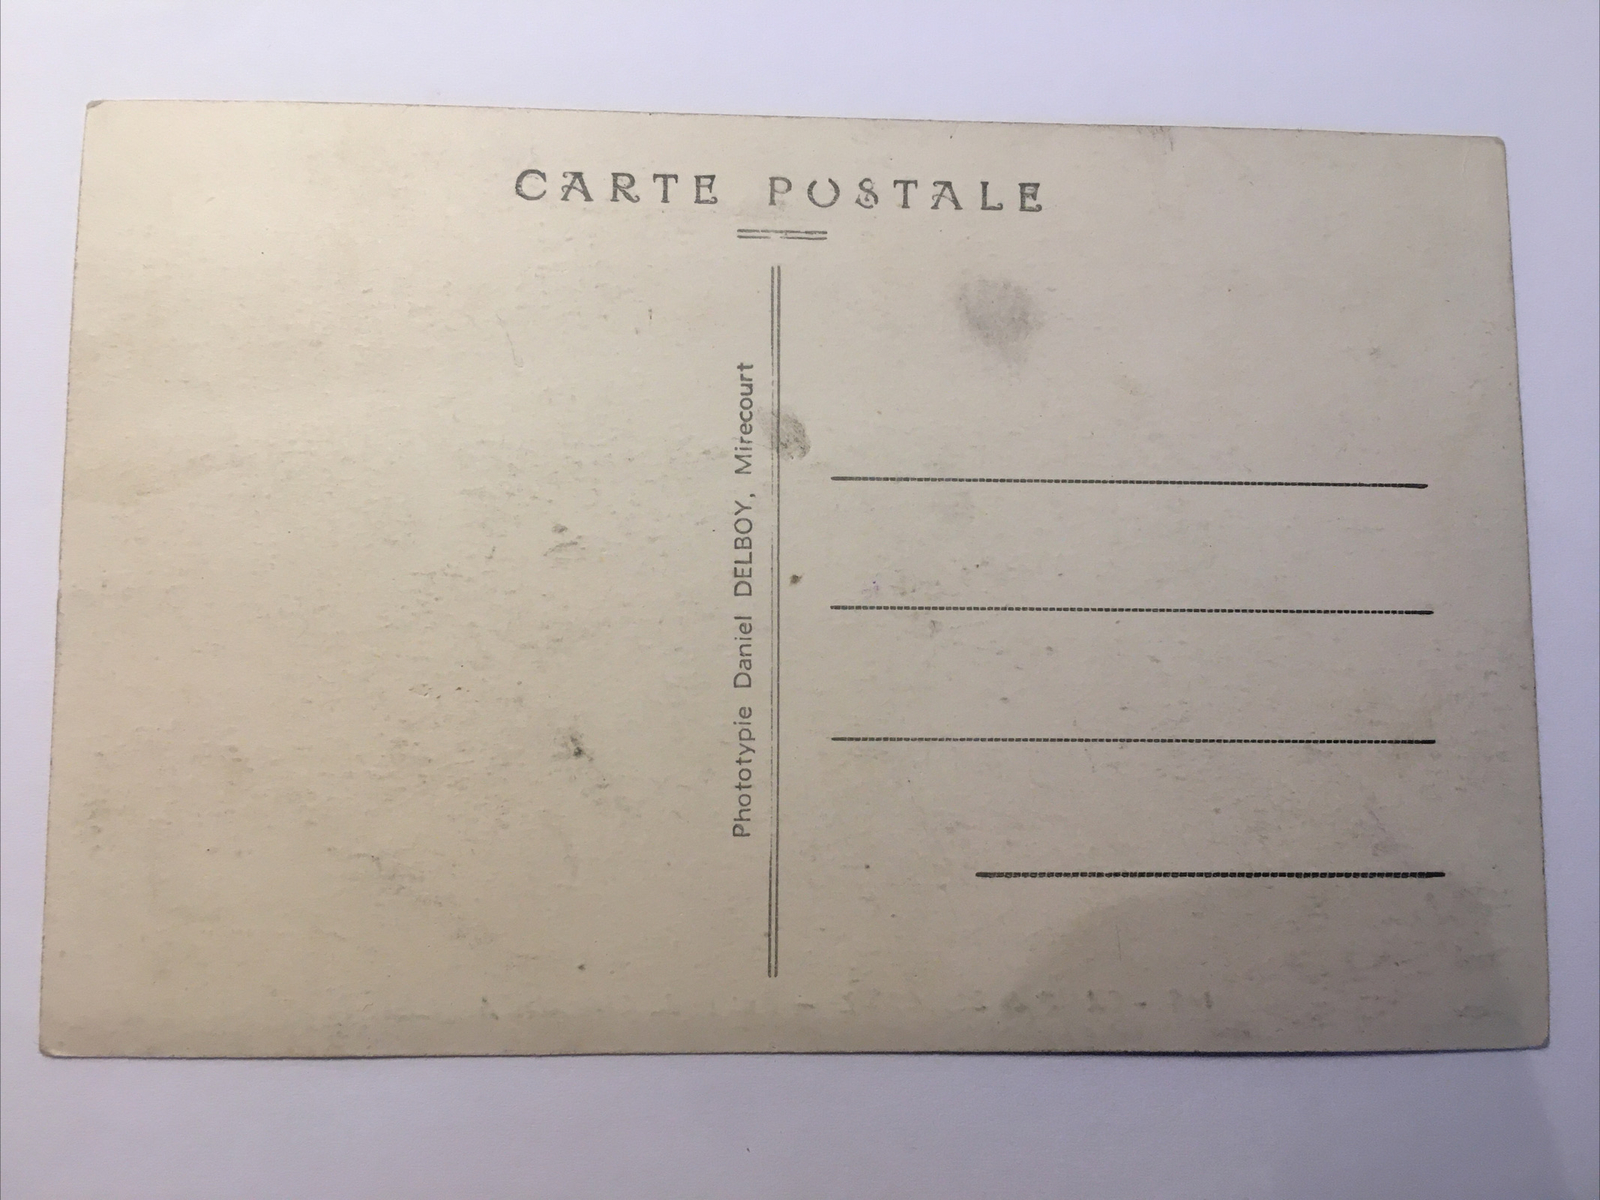 CARTE POSTALE
Phototypie Daniel DELBOY, Mirecourt